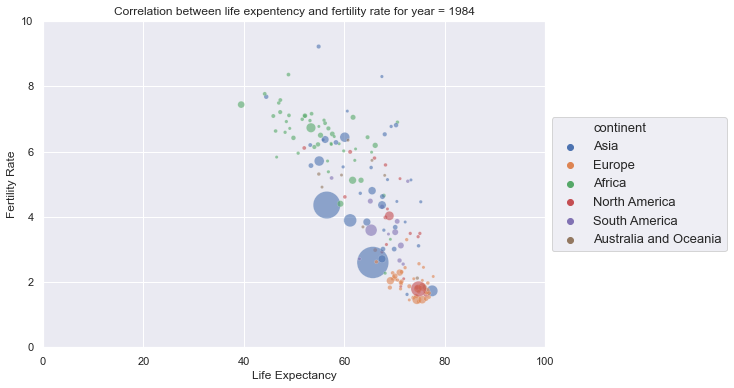 Correlation between life expentency and fertility rate for year = 1984
10
8
6
4
2
0
Fertility Rate
0 20 40 60 80 100
Life Expectancy
continent
Asia
Europe
Africa
North America
South America
Australia and Oceania